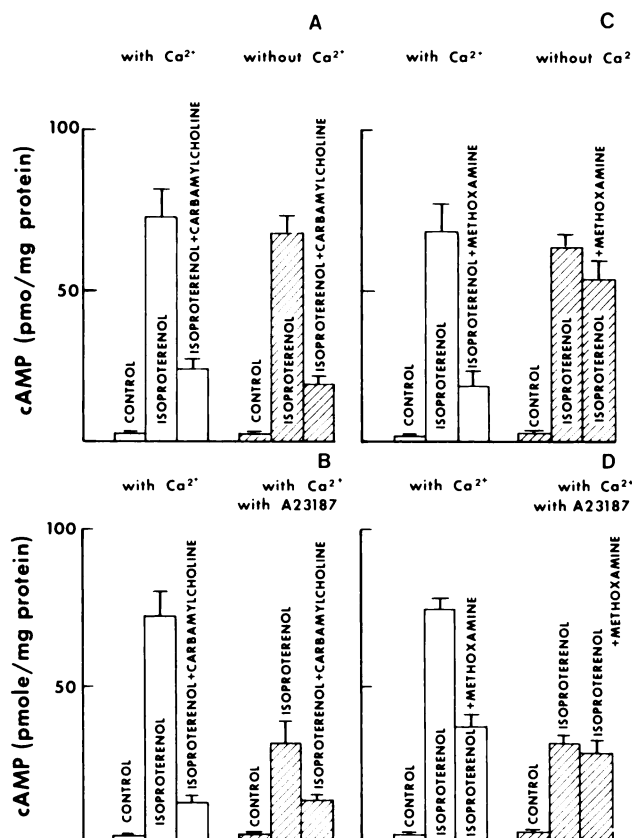 A
with Ca²⁺
without Ca²⁺
cAMP (pmo/mg protein)
100
50
CONTROL
ISOPROTERENOL
ISOPROTERENOL+CARBAMYLCHOLINE
CONTROL
ISOPROTERENOL
ISOPROTERENOL+CARBAMYLCHOLINE
C
with Ca²⁺
without Ca²
CONTROL
ISOPROTERENOL
ISOPROTERENOL+METHOXAMINE
CONTROL
ISOPROTERENOL
ISOPROTERENOL
+METHOXAMINE
B
with Ca²⁺
with Ca²⁺
with A23187
cAMP (pmole/mg protein)
100
50
CONTROL
ISOPROTERENOL
ISOPROTERENOL+CARBAMYLCHOLINE
CONTROL
ISOPROTERENOL
ISOPROTERENOL+CARBAMYLCHOLINE
D
with Ca²⁺
with Ca²⁺
with A23187
CONTROL
ISOPROTERENOL
ISOPROTERENOL
+METHOXAMINE
CONTROL
ISOPROTERENOL
ISOPROTERENOL
+METHOXAMINE